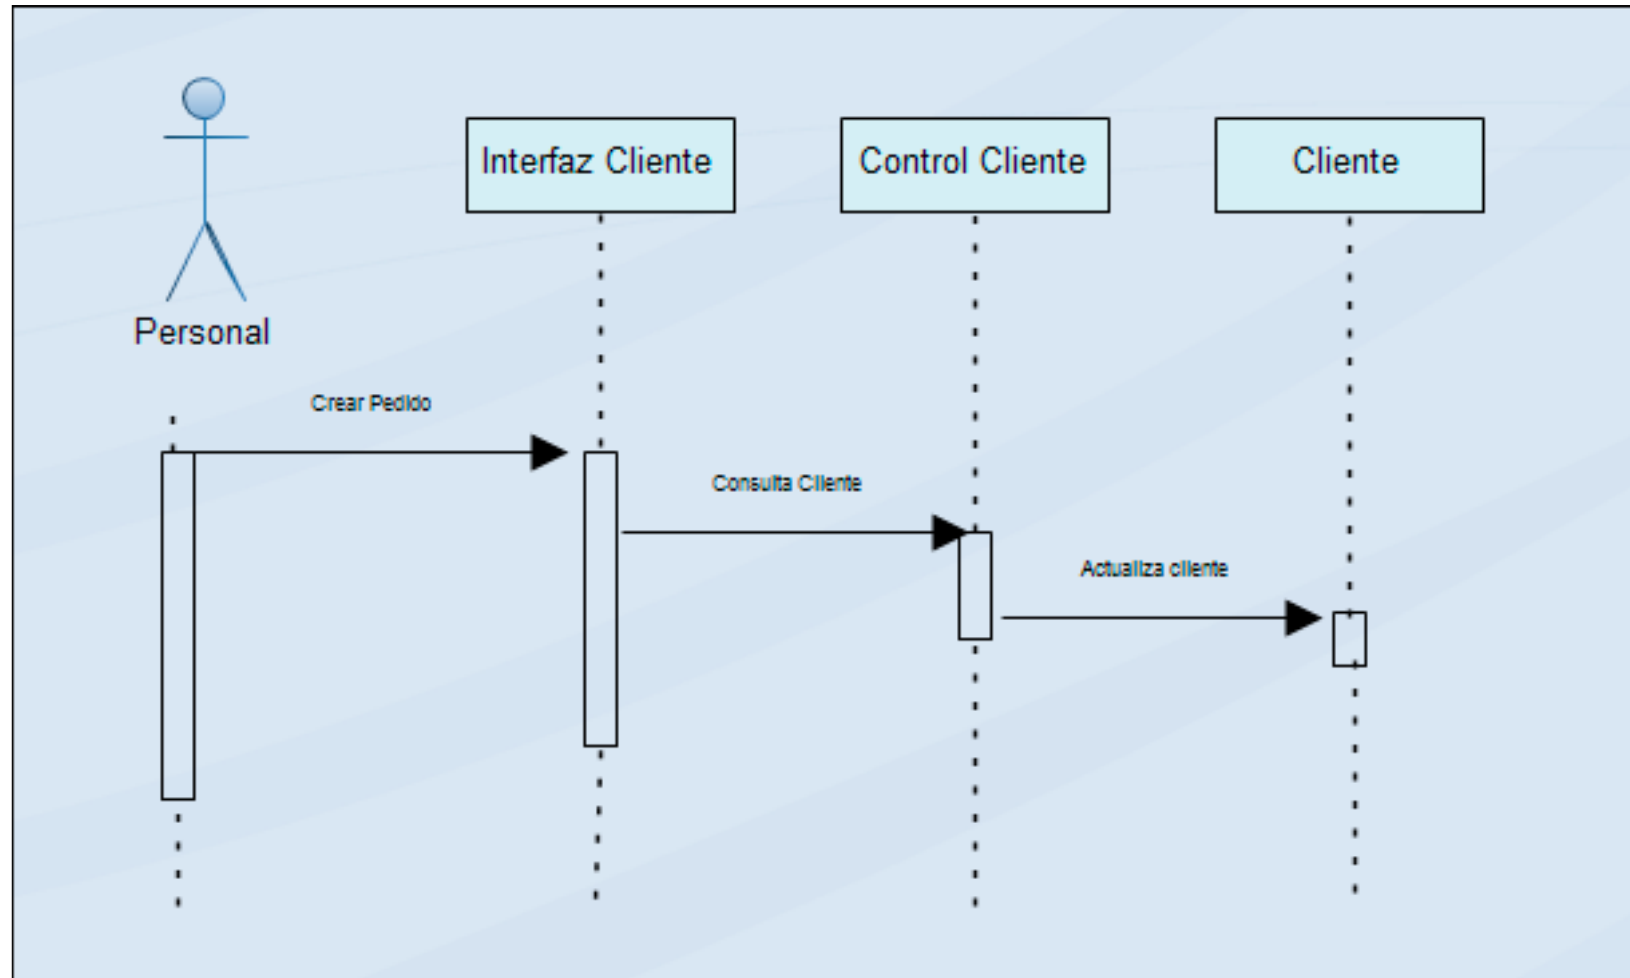 Interfaz Cliente
Control Cliente
Cliente
Personal
Crear Pedido
Consulta Cliente
Actualiza cliente